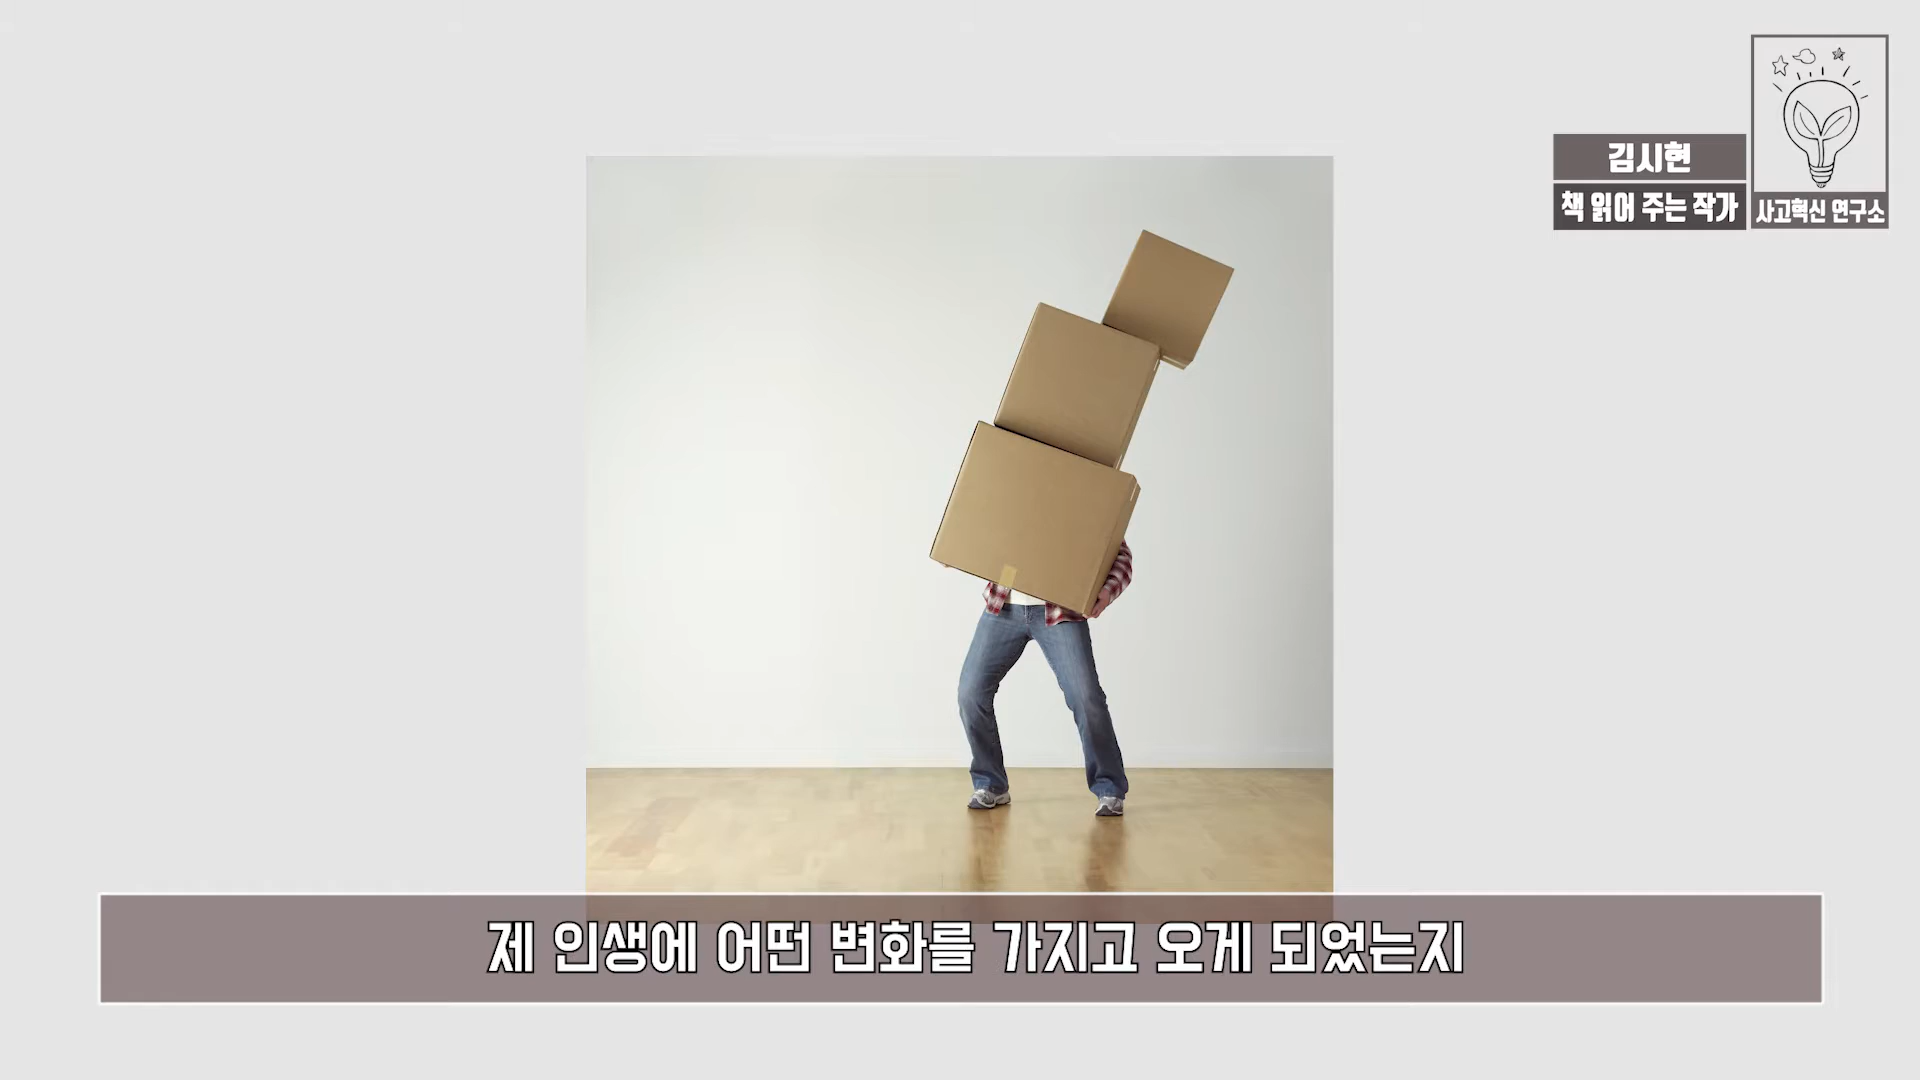 김시현
책 읽어 주는 작가
사고혁신 연구소
제 인생에 어떤 변화를 가지고 오게 되었는지